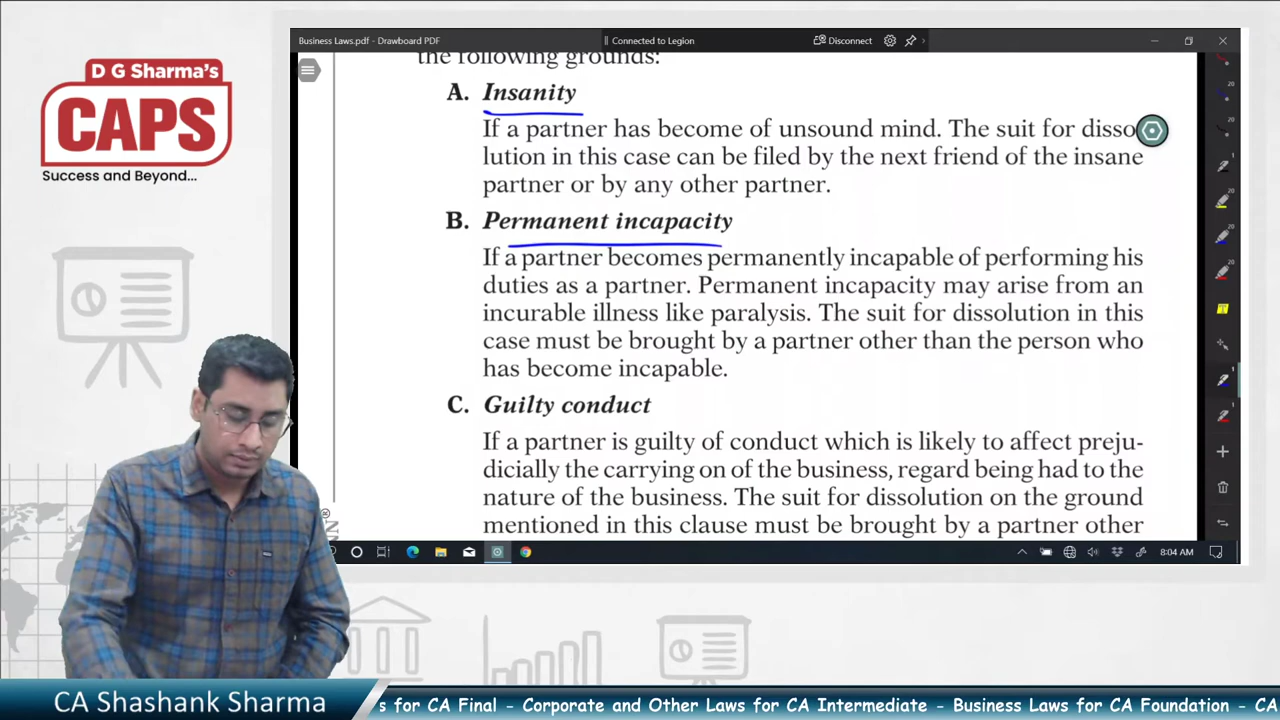 D G Sharma's
CAPS
Success and Beyond...
Business Laws.pdf - Drawboard PDF
Connected to Legion
Disconnect
the following grounds:
A. Insanity
If a partner has become of unsound mind. The suit for disso
lution in this case can be filed by the next friend of the insane
partner or by any other partner.
B. Permanent incapacity
If a partner becomes permanently incapable of performing his
duties as a partner. Permanent incapacity may arise from an
incurable illness like paralysis. The suit for dissolution in this
case must be brought by a partner other than the person who
has become incapable.
C. Guilty conduct
If a partner is guilty of conduct which is likely to affect preju-
dicially the carrying on of the business, regard being had to the
nature of the business. The suit for dissolution on the ground
mentioned in this clause must be brought by a partner other
8:04 AM
CA Shashank Sharma
s for CA Final - Corporate and Other Laws for CA Intermediate - Business Laws for CA Foundation - CA